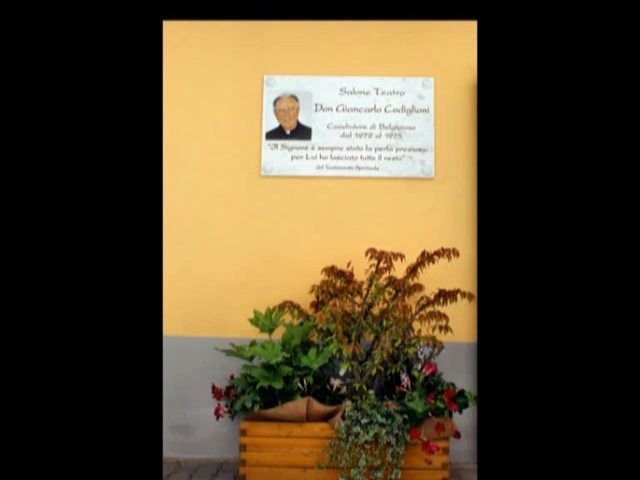 Salone Teatro
Don Giancarlo Codiglioni
Coadiutore di Belgioioso
dal 1972 al 1975
"Il Signore è sempre stato la perla preziosa:
per Lui ho lasciato tutto il resto"
dal Testamento Spirituale